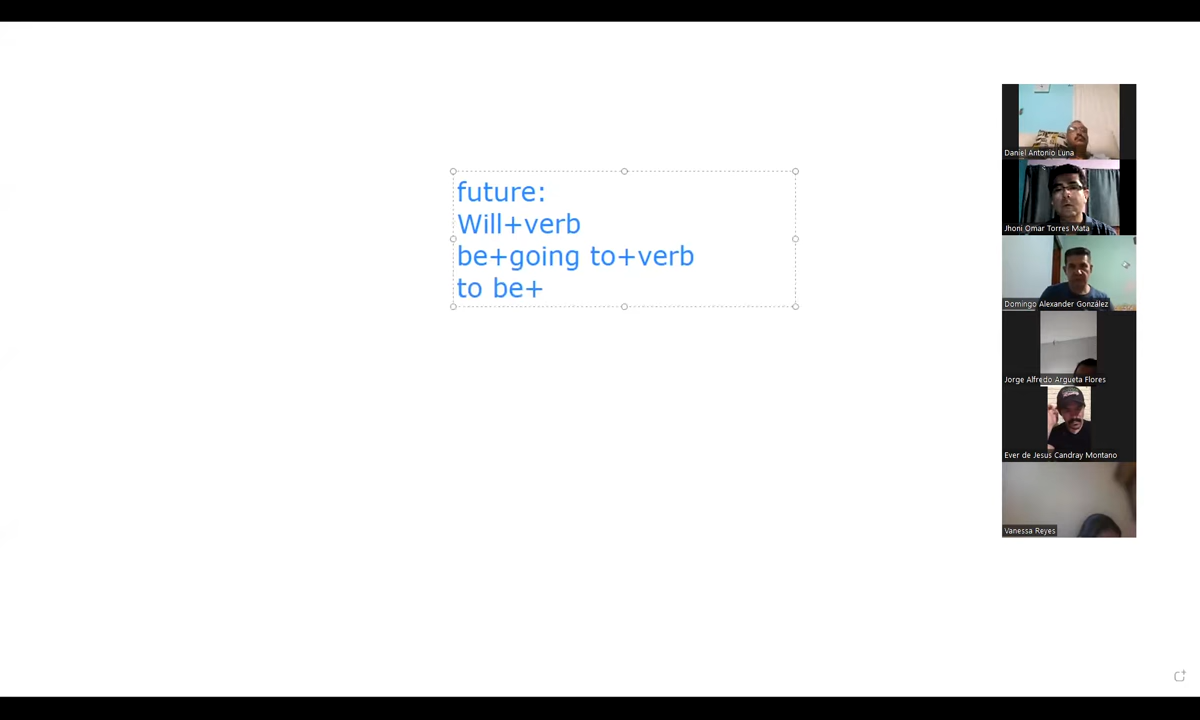 future:
Will+verb
be+going to+verb
to be+
Daniel Antonio Luna
Jhoni Omar Torres Mata
Domingo Alexander González
Jorge Alfredo Argueta Flores
Ever de Jesus Candray Montano
Vanessa Reyes